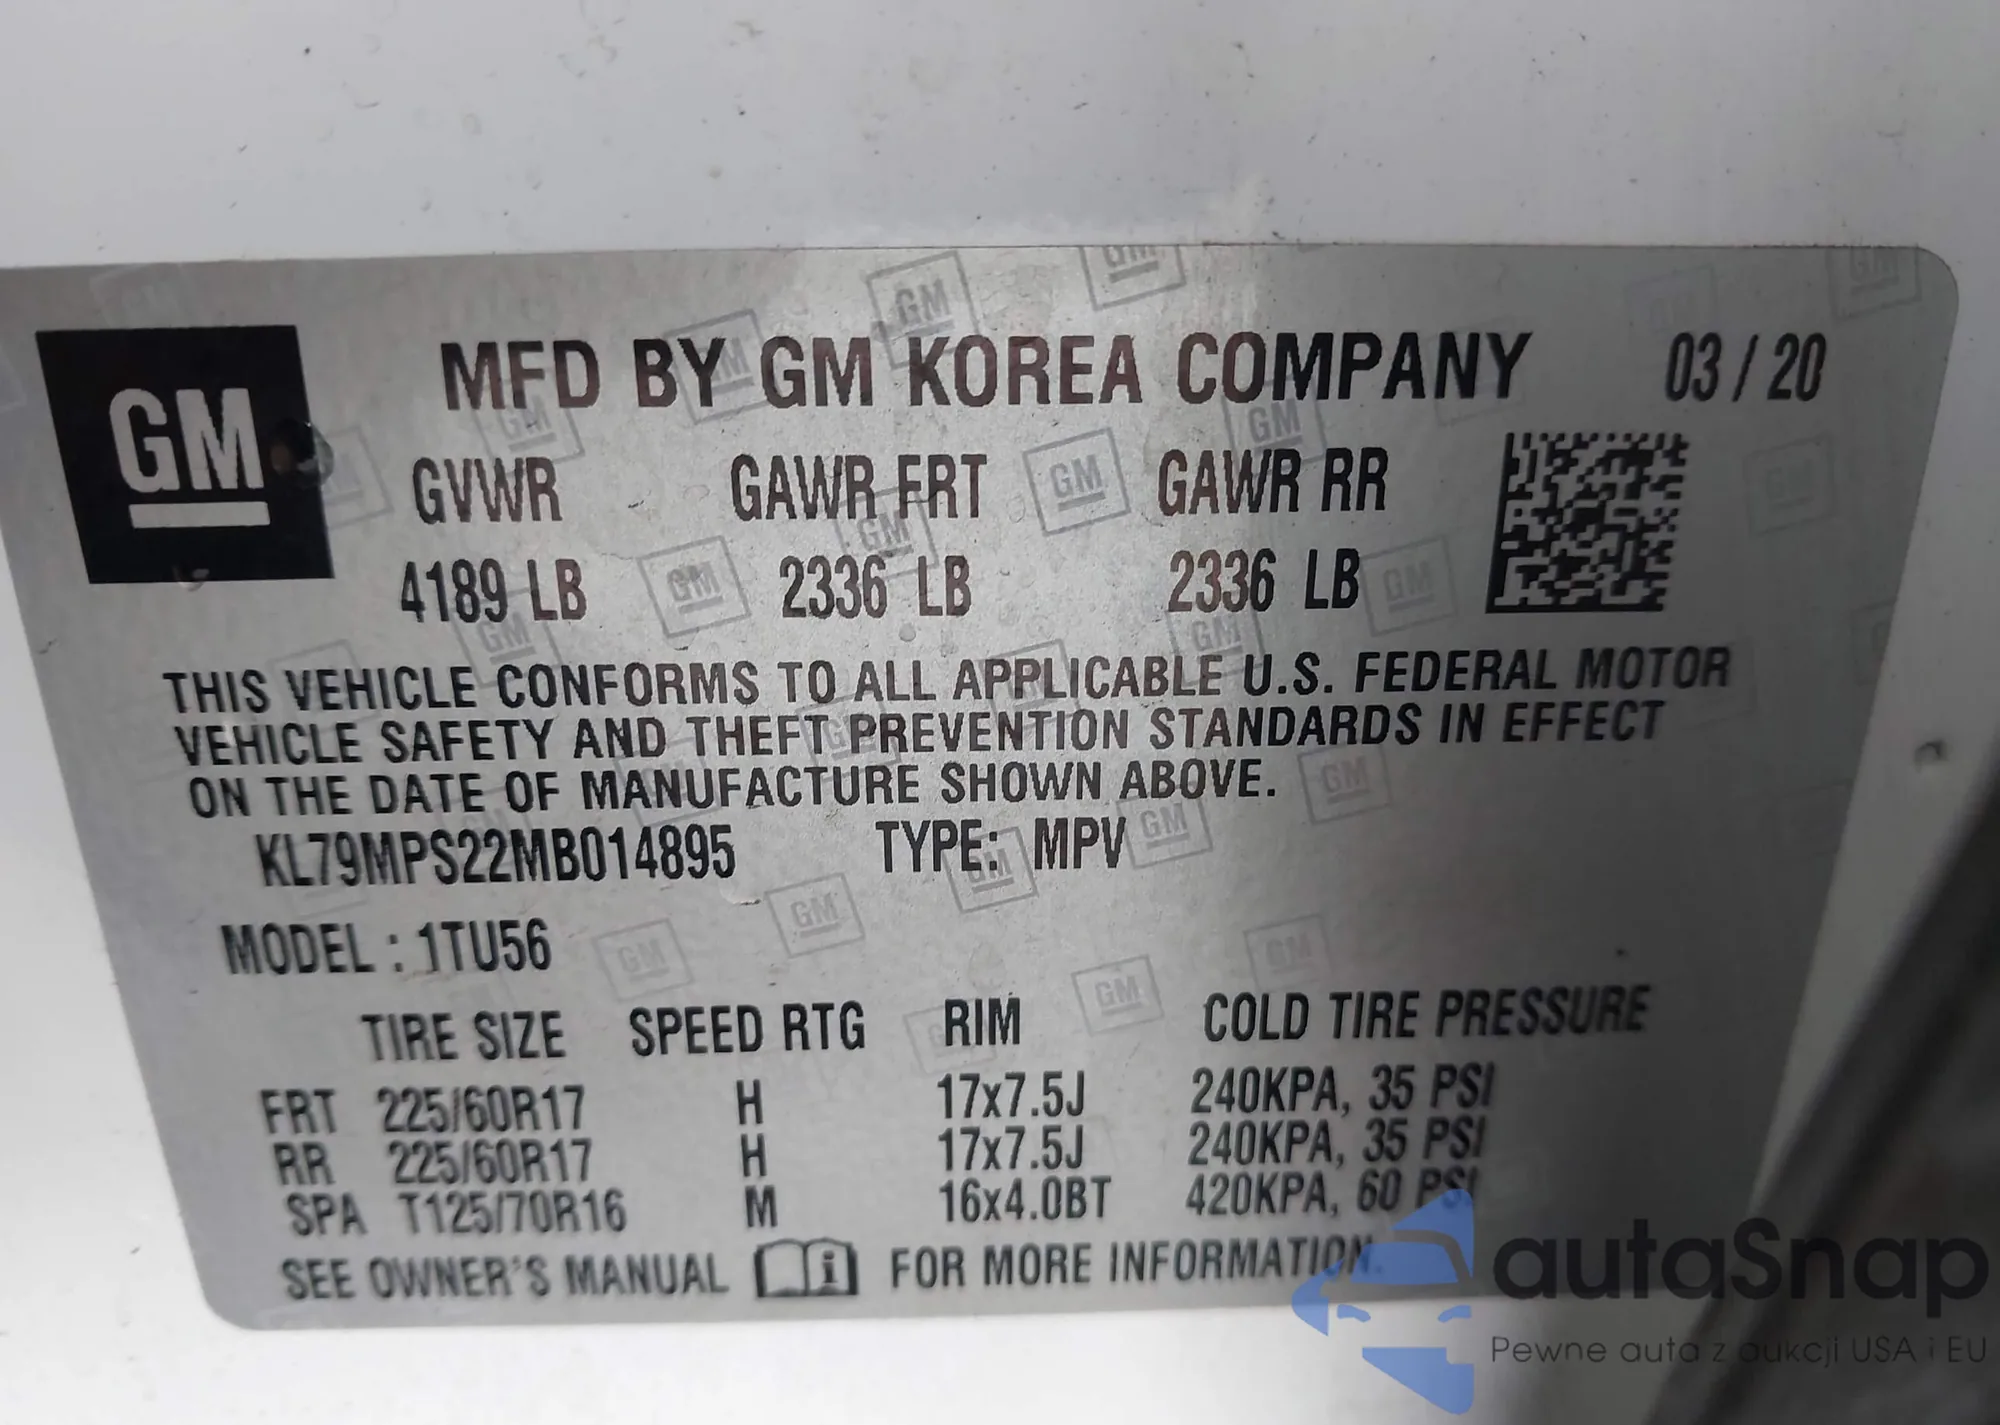 GM
MFD BY GM KOREA COMPANY 03 / 20
GVWR GAWR FRT GAWR RR
4189 LB 2336 LB 2336 LB
THIS VEHICLE CONFORMS TO ALL APPLICABLE U.S. FEDERAL MOTOR
VEHICLE SAFETY AND THEFT PREVENTION STANDARDS IN EFFECT
ON THE DATE OF MANUFACTURE SHOWN ABOVE.
KL79MPS22MB014895 TYPE: MPV
MODEL : 1TU56
TIRE SIZE SPEED RTG RIM COLD TIRE PRESSURE
FRT 225/60R17 H 17x7.5J 240KPA, 35 PSI
RR 225/60R17 H 17x7.5J 240KPA, 35 PSI
SPA T125/70R16 M 16x4.0BT 420KPA, 60 PSI
SEE OWNER'S MANUAL i FOR MORE INFORMATION.
autaSnap
Pewne auta z aukcji USA i EU